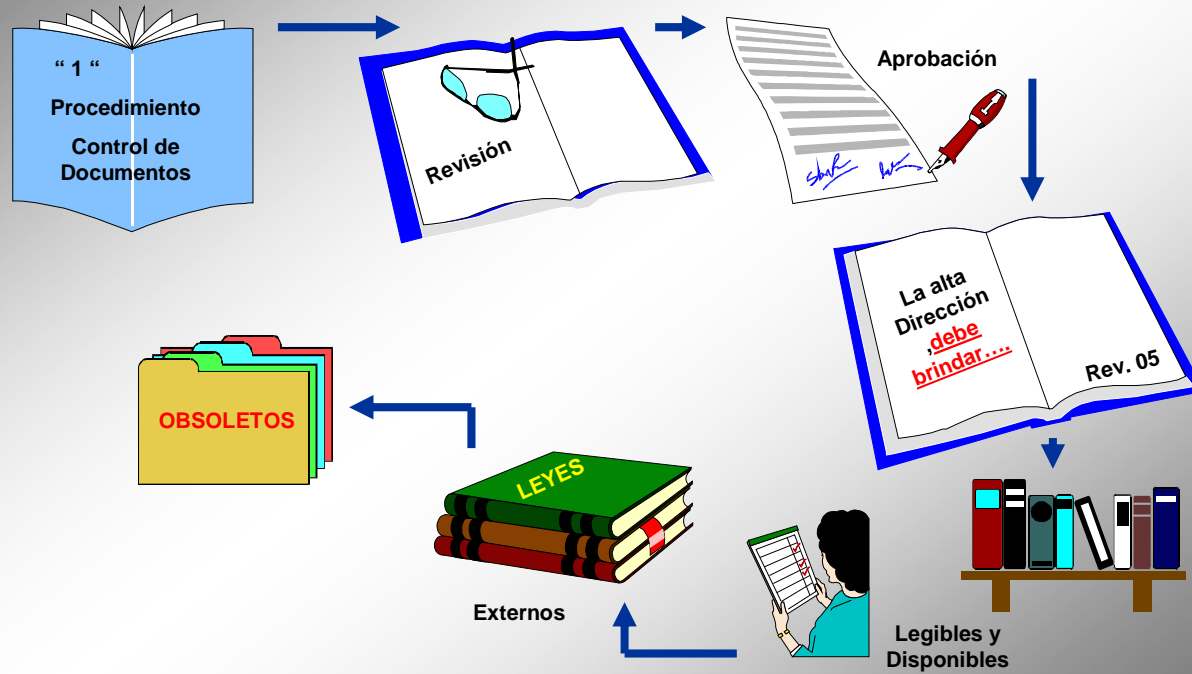 “ 1 “
Procedimiento
Control de
Documentos
Revisión
Aprobación
La alta
Dirección
,debe
brindar….
Rev. 05
Legibles y
Disponibles
LEYES
Externos
OBSOLETOS